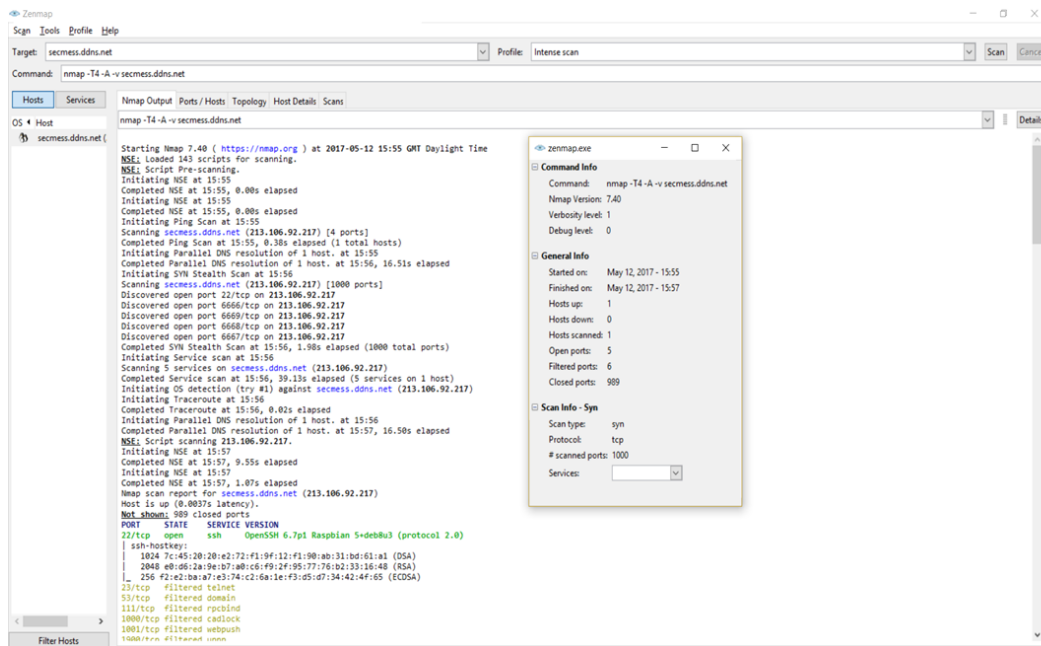 Zenmap
Scan Tools Profile Help
Target: secmess.ddns.net Profile: Intense scan Scan Cance
Command: nmap -T4 -A -v secmess.ddns.net
Hosts Services
Nmap Output Ports / Hosts Topology Host Details Scans
OS Host
secmess.ddns.net (
nmap -T4 -A -v secmess.ddns.net Details
Starting Nmap 7.40 ( https://nmap.org ) at 2017-05-12 15:55 GMT Daylight Time
NSE: Loaded 143 scripts for scanning.
NSE: Script Pre-scanning.
Initiating NSE at 15:55
Completed NSE at 15:55, 0.00s elapsed
Initiating NSE at 15:55
Completed NSE at 15:55, 0.00s elapsed
Initiating Ping Scan at 15:55
Scanning secmess.ddns.net (213.106.92.217) [4 ports]
Completed Ping Scan at 15:55, 0.38s elapsed (1 total hosts)
Initiating Parallel DNS resolution of 1 host. at 15:55
Completed Parallel DNS resolution of 1 host. at 15:56, 16.51s elapsed
Initiating SYN Stealth Scan at 15:56
Scanning secmess.ddns.net (213.106.92.217) [1000 ports]
Discovered open port 22/tcp on 213.106.92.217
Discovered open port 6666/tcp on 213.106.92.217
Discovered open port 6669/tcp on 213.106.92.217
Discovered open port 6668/tcp on 213.106.92.217
Discovered open port 6667/tcp on 213.106.92.217
Completed SYN Stealth Scan at 15:56, 1.98s elapsed (1000 total ports)
Initiating Service scan at 15:56
Scanning 5 services on secmess.ddns.net (213.106.92.217)
Completed Service scan at 15:56, 39.13s elapsed (5 services on 1 host)
Initiating OS detection (try #1) against secmess.ddns.net (213.106.92.217)
Initiating Traceroute at 15:56
Completed Traceroute at 15:56, 0.02s elapsed
Initiating Parallel DNS resolution of 1 host. at 15:56
Completed Parallel DNS resolution of 1 host. at 15:57, 16.50s elapsed
NSE: Script scanning 213.106.92.217.
Initiating NSE at 15:57
Completed NSE at 15:57, 9.55s elapsed
Initiating NSE at 15:57
Completed NSE at 15:57, 1.07s elapsed
Nmap scan report for secmess.ddns.net (213.106.92.217)
Host is up (0.0037s latency).
Not shown: 989 closed ports
PORT STATE SERVICE VERSION
22/tcp open ssh OpenSSH 6.7p1 Raspbian 5+deb8u3 (protocol 2.0)
| ssh-hostkey:
| 1024 7c:45:20:20:e2:72:f1:9f:12:f1:90:ab:31:bd:61:a1 (DSA)
| 2048 e0:d6:2a:9e:b7:a0:c6:f9:2f:95:77:76:b2:33:16:48 (RSA)
|_ 256 f2:e2:ba:a7:e3:74:c2:6a:1e:f3:d5:d7:34:42:4f:65 (ECDSA)
23/tcp filtered telnet
53/tcp filtered domain
111/tcp filtered rpcbind
1000/tcp filtered cadlock
1001/tcp filtered webpush
1900/tcp filtered upnp
Filter Hosts
zenmap.exe
Command Info
Command: nmap -T4 -A -v secmess.ddns.net
Nmap Version: 7.40
Verbosity level: 1
Debug level: 0
General Info
Started on: May 12, 2017 - 15:55
Finished on: May 12, 2017 - 15:57
Hosts up: 1
Hosts down: 0
Hosts scanned: 1
Open ports: 5
Filtered ports: 6
Closed ports: 989
Scan Info - Syn
Scan type: syn
Protocol: tcp
# scanned ports: 1000
Services: